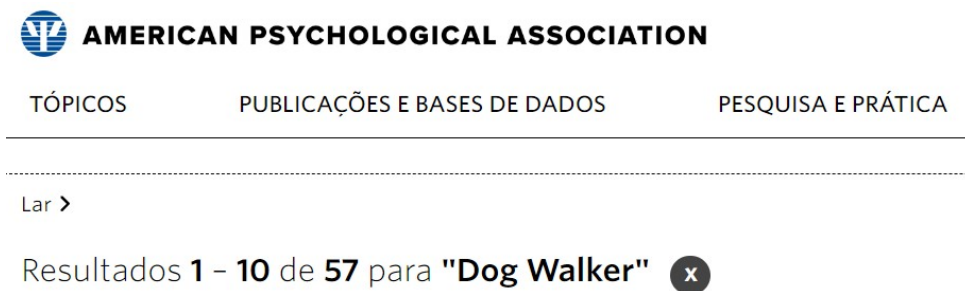 AMERICAN PSYCHOLOGICAL ASSOCIATION
TÓPICOS PUBLICAÇÕES E BASES DE DADOS PESQUISA E PRÁTICA
Lar >
Resultados 1 – 10 de 57 para "Dog Walker" x